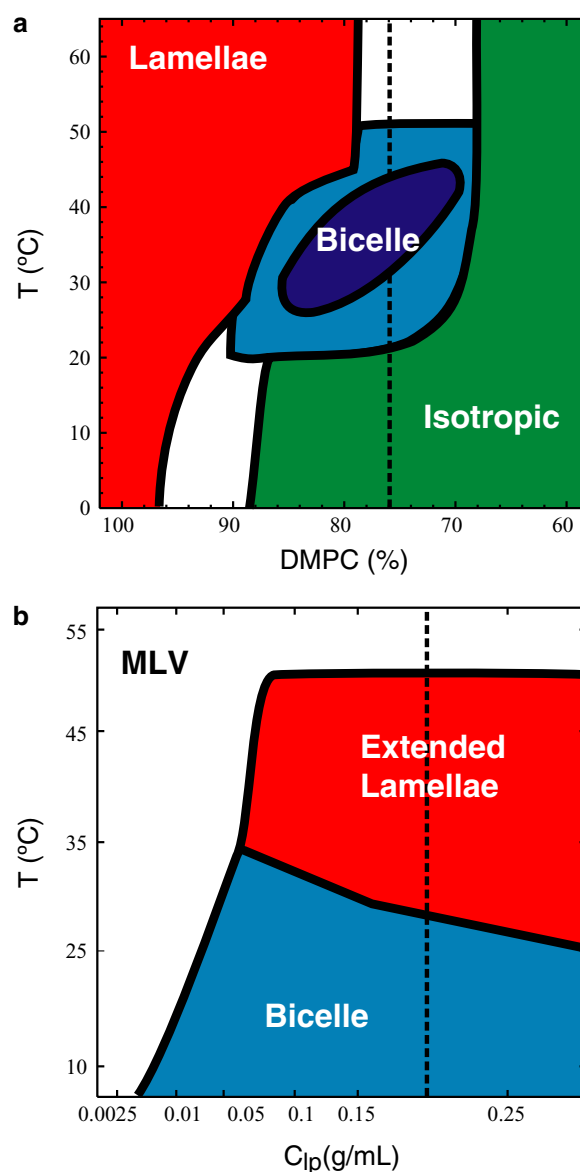 a
Lamellae
60
50
40
30
20
10
0
T (ºC)
Bicelle
Isotropic
100
90
80
70
60
DMPC (%)
b
MLV
55
45
35
25
10
T (ºC)
Extended
Lamellae
Bicelle
0.0025
0.01
0.05
0.1
0.15
0.25
Clp(g/mL)